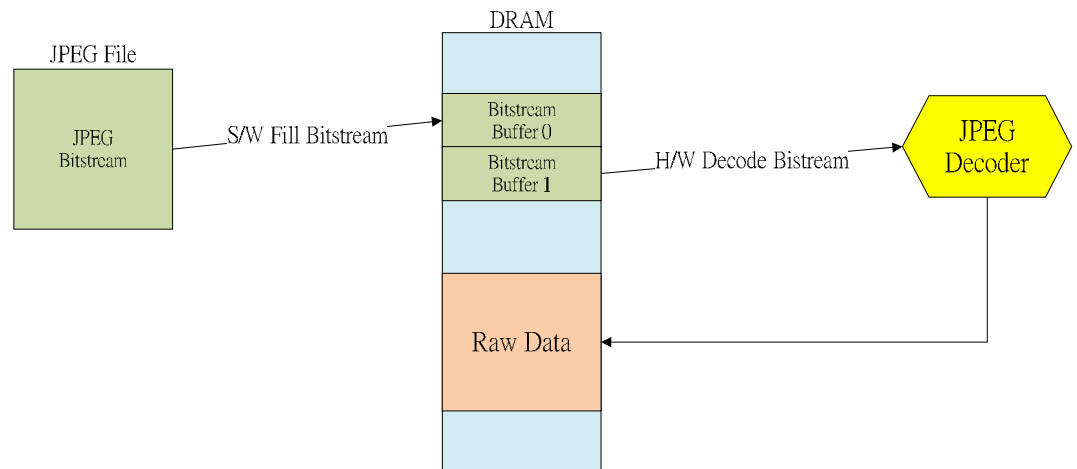 DRAM
JPEG File
JPEG
Bitstream
S/W Fill Bitstream
Bitstream
Buffer 0
Bitstream
Buffer 1
H/W Decode Bistream
JPEG
Decoder
Raw Data